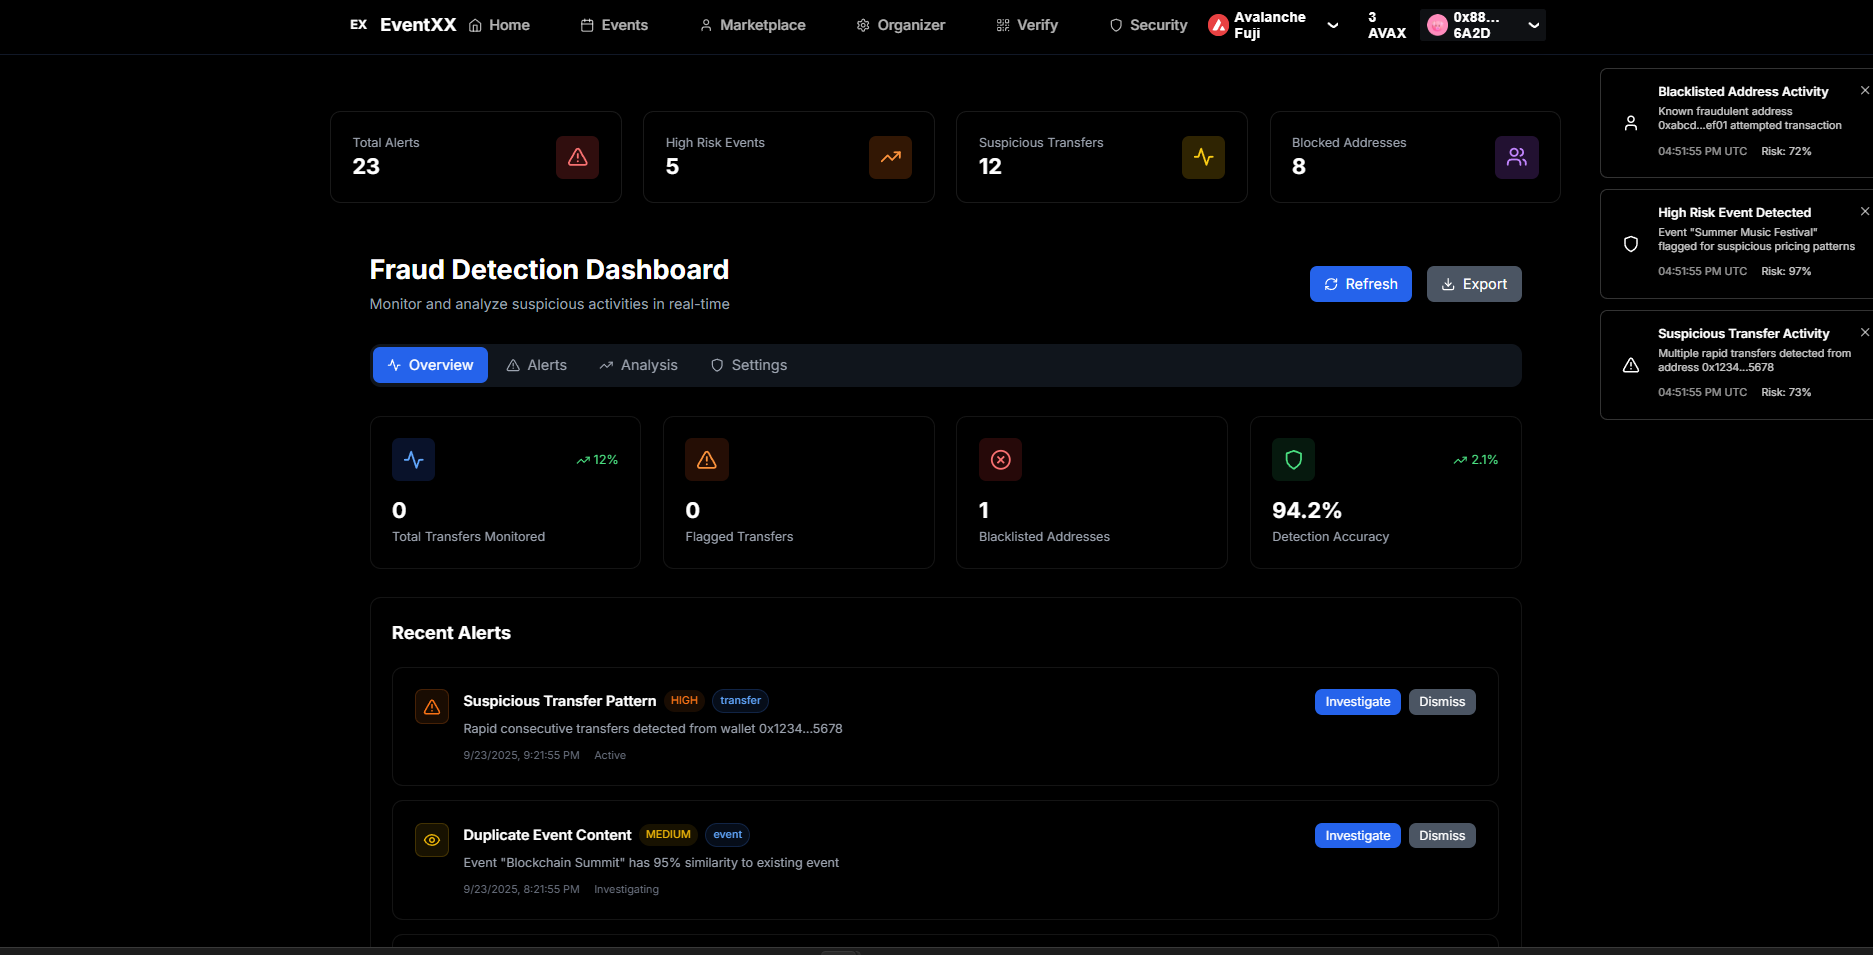 EX EventXX Home Events Marketplace Organizer Verify Security Avalanche Fuji 3 AVAX 0x88... 6A2D
Total Alerts
23
High Risk Events
5
Suspicious Transfers
12
Blocked Addresses
8
Fraud Detection Dashboard
Monitor and analyze suspicious activities in real-time
Refresh Export
Overview Alerts Analysis Settings
12%
0
Total Transfers Monitored
0
Flagged Transfers
1
Blacklisted Addresses
2.1%
94.2%
Detection Accuracy
Recent Alerts
Suspicious Transfer Pattern HIGH transfer
Rapid consecutive transfers detected from wallet 0x1234...5678
9/23/2025, 9:21:55 PM Active
Investigate Dismiss
Duplicate Event Content MEDIUM event
Event "Blockchain Summit" has 95% similarity to existing event
9/23/2025, 8:21:55 PM Investigating
Investigate Dismiss
Blacklisted Address Activity
Known fraudulent address
0xabcd...ef01 attempted transaction
04:51:55 PM UTC Risk: 72%
High Risk Event Detected
Event "Summer Music Festival"
flagged for suspicious pricing patterns
04:51:55 PM UTC Risk: 97%
Suspicious Transfer Activity
Multiple rapid transfers detected from
address 0x1234...5678
04:51:55 PM UTC Risk: 73%